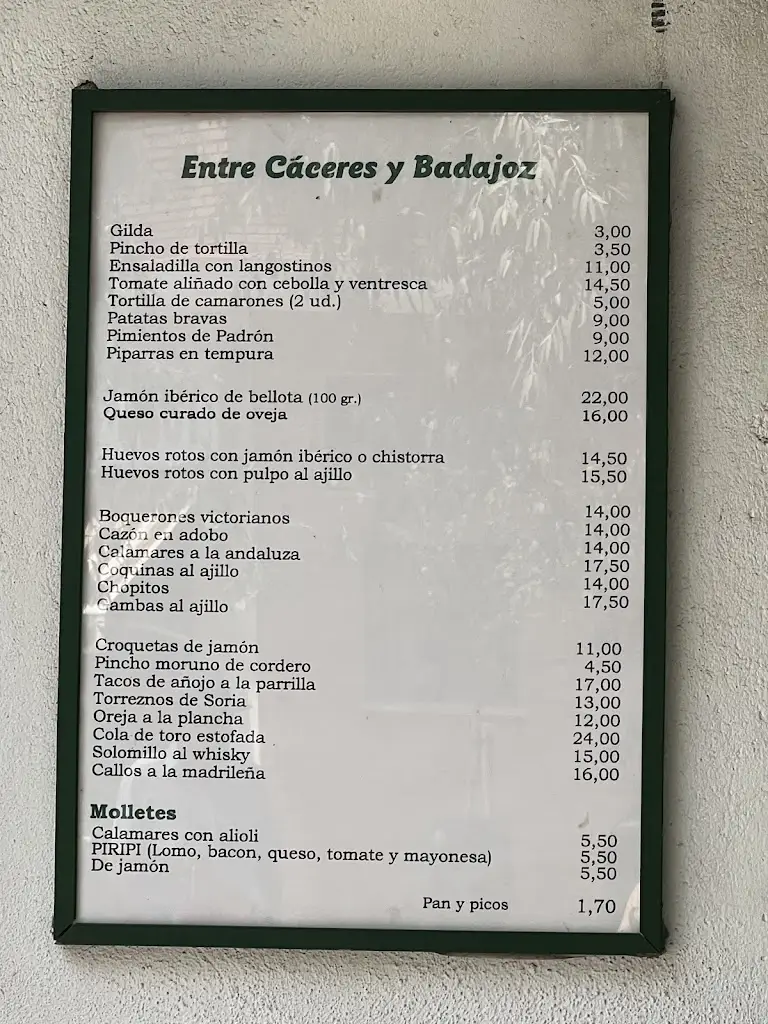 Entre Cáceres y Badajoz
Gilda 3,00
Pincho de tortilla 3,50
Ensaladilla con langostinos 11,00
Tomate aliñado con cebolla y ventresca 14,50
Tortilla de camarones (2 ud.) 5,00
Patatas bravas 9,00
Pimientos de Padrón 9,00
Piparras en tempura 12,00
Jamón ibérico de bellota (100 gr.) 22,00
Queso curado de oveja 16,00
Huevos rotos con jamón ibérico o chistorra 14,50
Huevos rotos con pulpo al ajillo 15,50
Boquerones victorianos 14,00
Cazón en adobo 14,00
Calamares a la andaluza 14,00
Coquinas al ajillo 17,50
Chopitos 14,00
Gambas al ajillo 17,50
Croquetas de jamón 11,00
Pincho moruno de cordero 4,50
Tacos de añojo a la parrilla 17,00
Torreznos de Soria 13,00
Oreja a la plancha 12,00
Cola de toro estofada 24,00
Solomillo al whisky 15,00
Callos a la madrileña 16,00
Molletes
Calamares con alioli 5,50
PIRIPI (Lomo, bacon, queso, tomate y mayonesa) 5,50
De jamón 5,50
Pan y picos 1,70